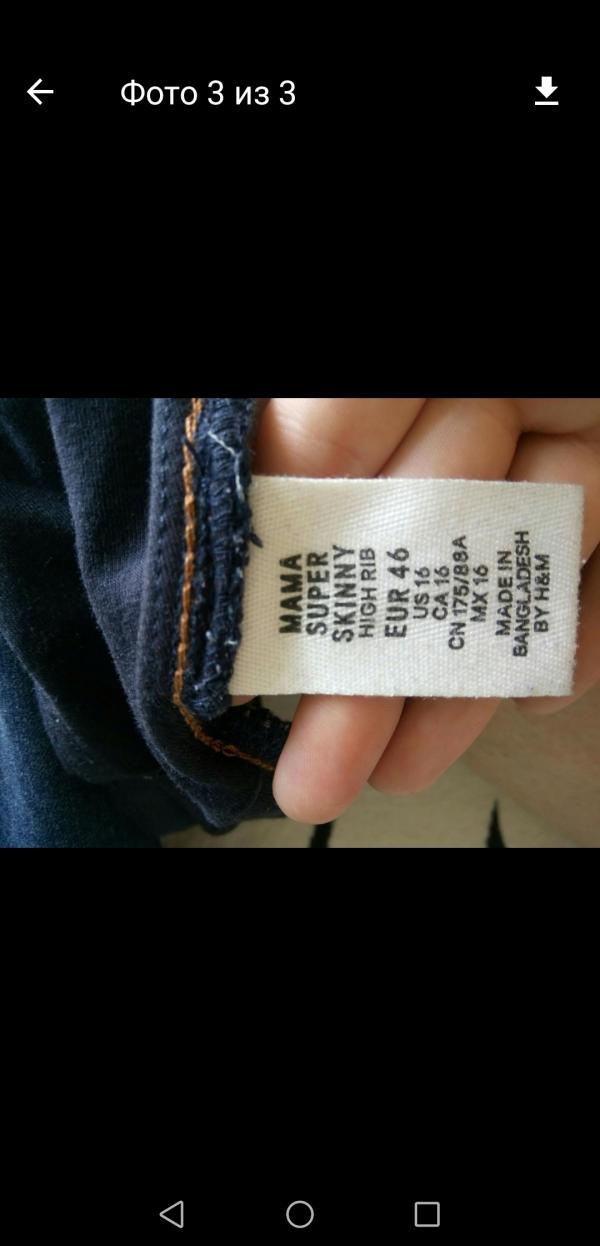 Фото 3 из 3
MAMA
SUPER
SKINNY
HIGH RIB
EUR 46
US 16
CA 16
CN 175/88A
MX 16
MADE IN
BANGLADESH
BY H&M